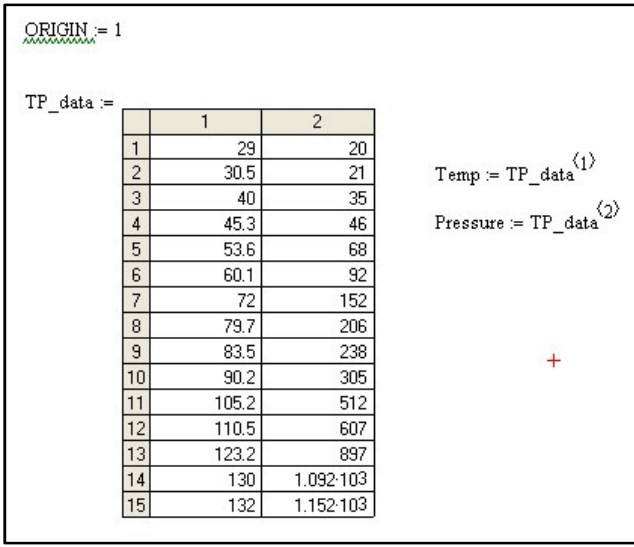 ORIGIN := 1
TP_data :=
1 2
1 29 20
2 30.5 21
3 40 35
4 45.3 46
5 53.6 68
6 60.1 92
7 72 152
8 79.7 206
9 83.5 238
10 90.2 305
11 105.2 512
12 110.5 607
13 123.2 897
14 130 1.092·10³
15 132 1.152·10³
Temp := TP_data⟨1⟩
Pressure := TP_data⟨2⟩